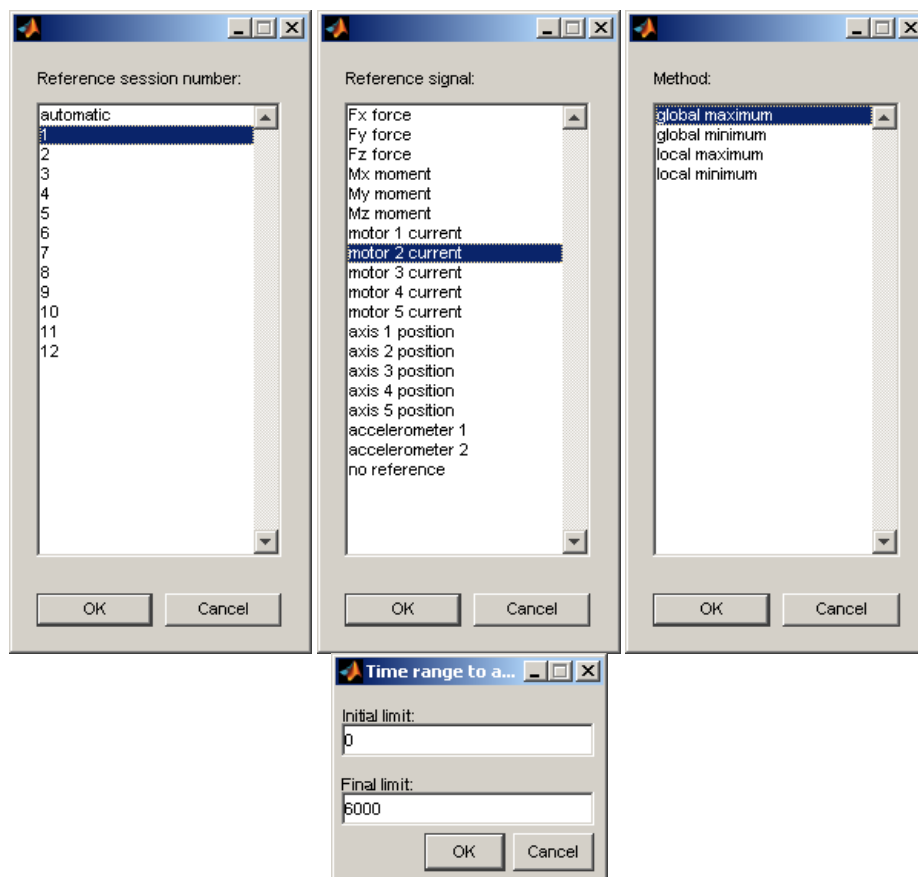 Reference session number:
automatic
1
2
3
4
5
6
7
8
9
10
11
12
OK
Cancel
Reference signal:
Fx force
Fy force
Fz force
Mx moment
My moment
Mz moment
motor 1 current
motor 2 current
motor 3 current
motor 4 current
motor 5 current
axis 1 position
axis 2 position
axis 3 position
axis 4 position
axis 5 position
accelerometer 1
accelerometer 2
no reference
OK
Cancel
Method:
global maximum
global minimum
local maximum
local minimum
OK
Cancel
Time range to a...
Initial limit:
0
Final limit:
6000
OK
Cancel